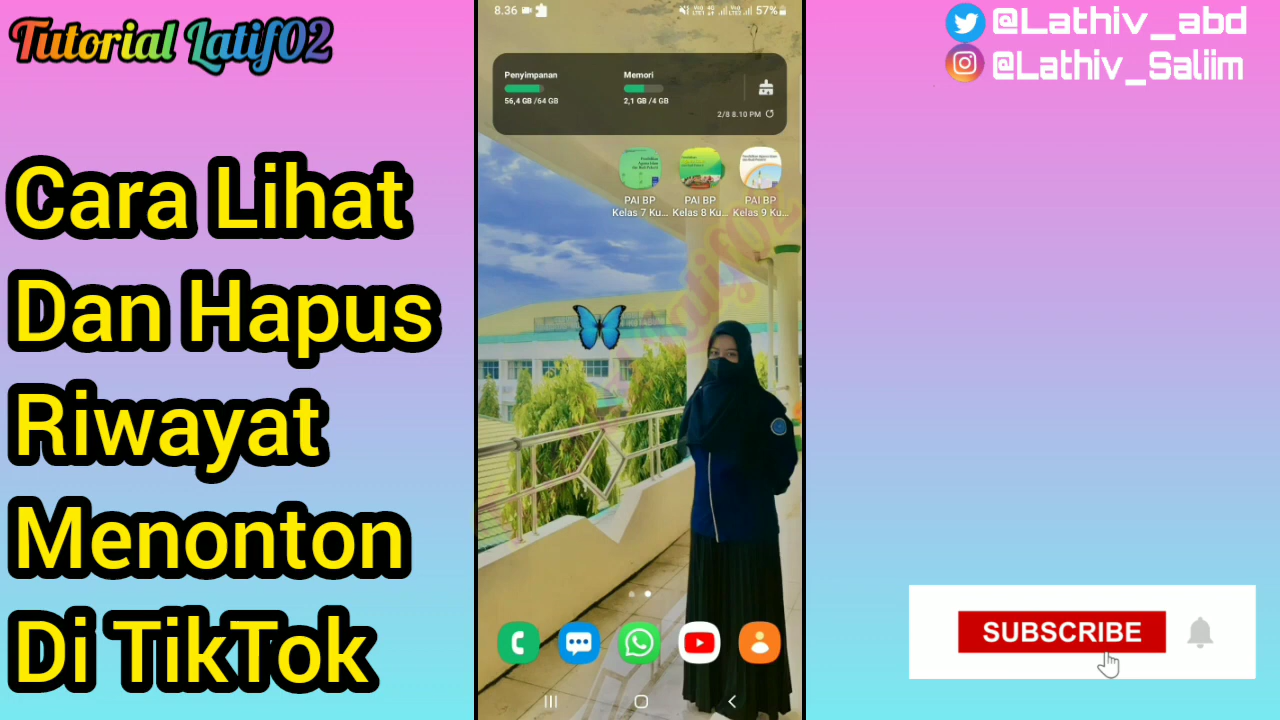 Tutorial Latif02
@Lathiv_abd
@Lathiv_Saliim
Cara Lihat
Dan Hapus
Riwayat
Menonton
Di TikTok
8.36
57%
Penyimpanan
56,4 GB /64 GB
Memori
2,1 GB /4 GB
2/8 8.10 PM
PAI BP
Kelas 7 Ku...
PAI BP
Kelas 8 Ku...
PAI BP
Kelas 9 Ku...
Latif02
SUBSCRIBE